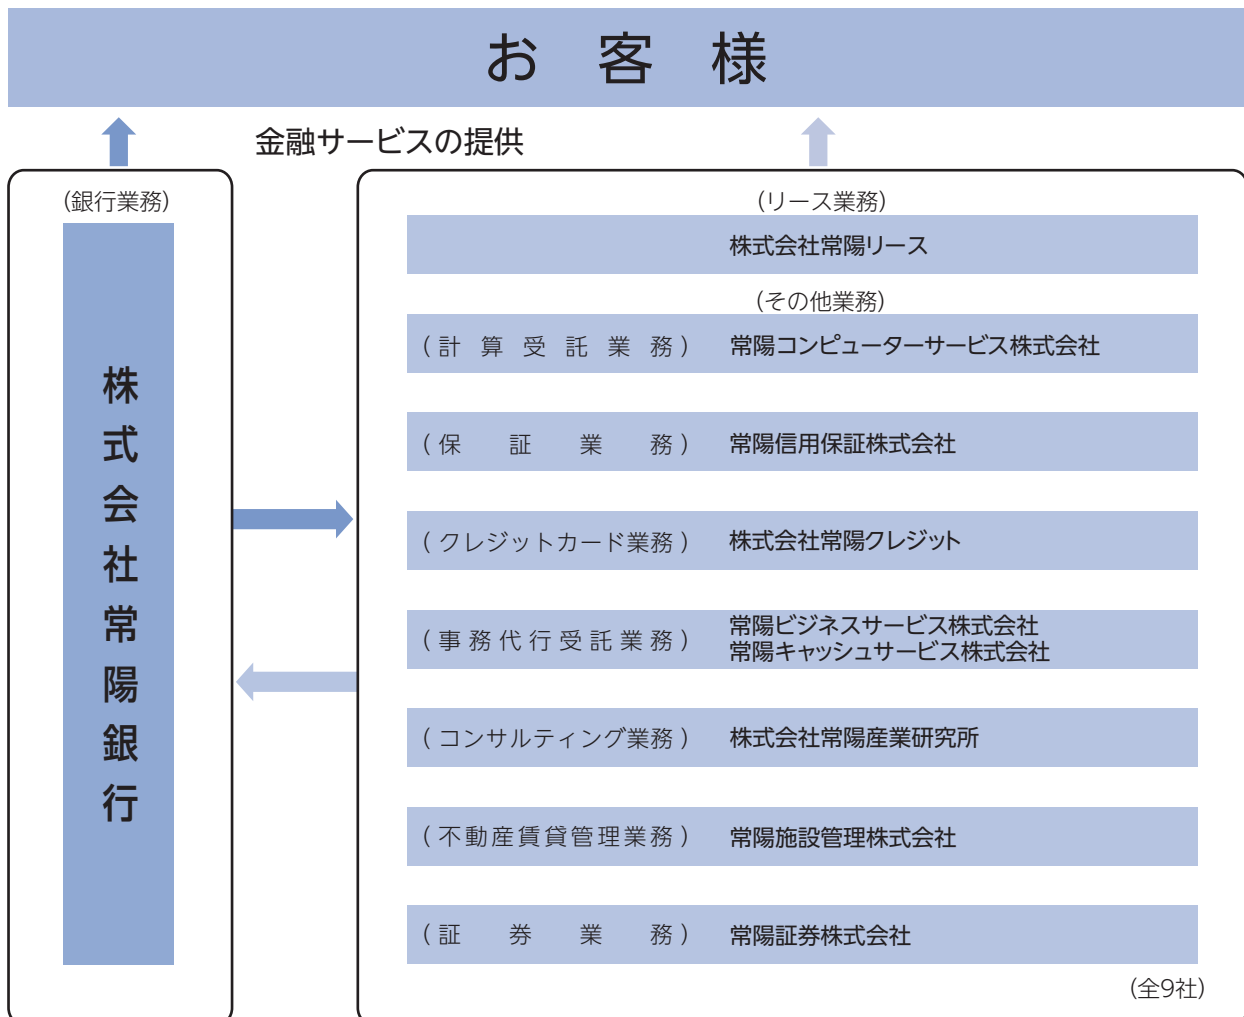 お客様
金融サービスの提供
(銀行業務)
株式会社常陽銀行
(リース業務)
株式会社常陽リース
(その他業務)
(計算受託業務) 常陽コンピューターサービス株式会社
(保証業務) 常陽信用保証株式会社
(クレジットカード業務) 株式会社常陽クレジット
(事務代行受託業務) 常陽ビジネスサービス株式会社
常陽キャッシュサービス株式会社
(コンサルティング業務) 株式会社常陽産業研究所
(不動産賃貸管理業務) 常陽施設管理株式会社
(証券業務) 常陽証券株式会社
(全9社)